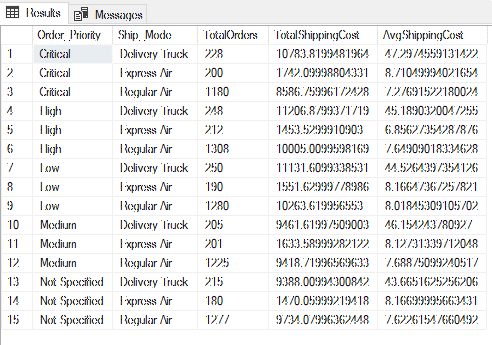 Results Messages
Order_Priority Ship_Mode TotalOrders TotalShippingCost AvgShippingCost
1 Critical Delivery Truck 228 10783.8199481964 47.2974559131422
2 Critical Express Air 200 1742.09998804331 8.71049994021654
3 Critical Regular Air 1180 8586.75996172428 7.27691522180024
4 High Delivery Truck 248 11206.8799371719 45.1890320047255
5 High Express Air 212 1453.5299910903 6.85627354287876
6 High Regular Air 1308 10005.0099598169 7.64909018334628
7 Low Delivery Truck 250 11131.6099338531 44.5264397354126
8 Low Express Air 190 1551.62999778986 8.16647367257821
9 Low Regular Air 1280 10263.619956553 8.01845309105702
10 Medium Delivery Truck 205 9461.61997509003 46.154243780927
11 Medium Express Air 201 1633.58999282122 8.12731339712048
12 Medium Regular Air 1225 9418.71996569633 7.68875099240517
13 Not Specified Delivery Truck 215 9388.00994300842 43.6651625256206
14 Not Specified Express Air 180 1470.05999219418 8.16699995663431
15 Not Specified Regular Air 1277 9734.07996362448 7.62261547660492